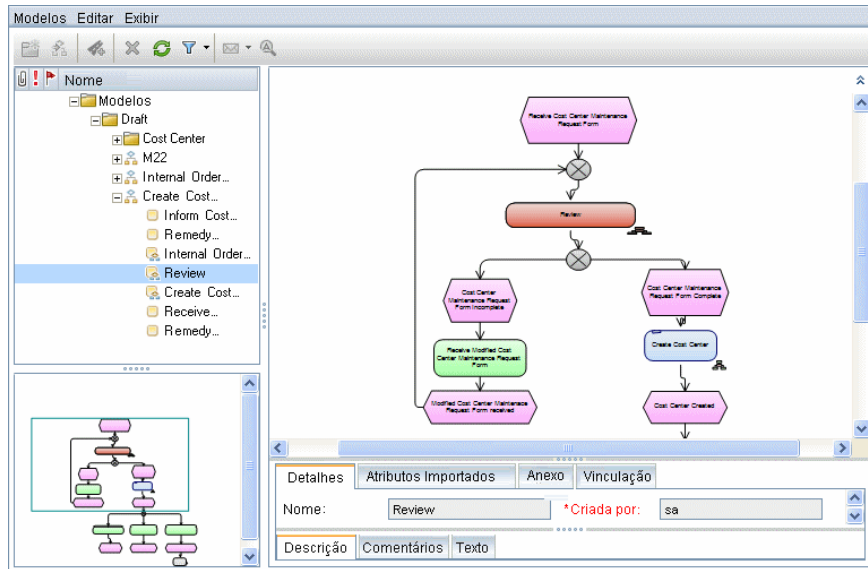 Modelos Editar Exibir
Nome
Modelos
Draft
Cost Center
M22
Internal Order...
Create Cost...
Inform Cost...
Remedy...
Internal Order...
Review
Create Cost...
Receive...
Remedy...
Receive Cost Center Maintenance
Request Form
Review
Cost Center
Maintenance Request
Form Incomplete
Cost Center Maintenance
Request Form Complete
Receive Modified Cost
Center Maintenance Request
Form
Create Cost Center
Modified Cost Center Maintenace
Request Form received
Cost Center Created
Detalhes Atributos Importados Anexo Vinculação
Nome: Review *Criada por: sa
Descrição Comentários Texto